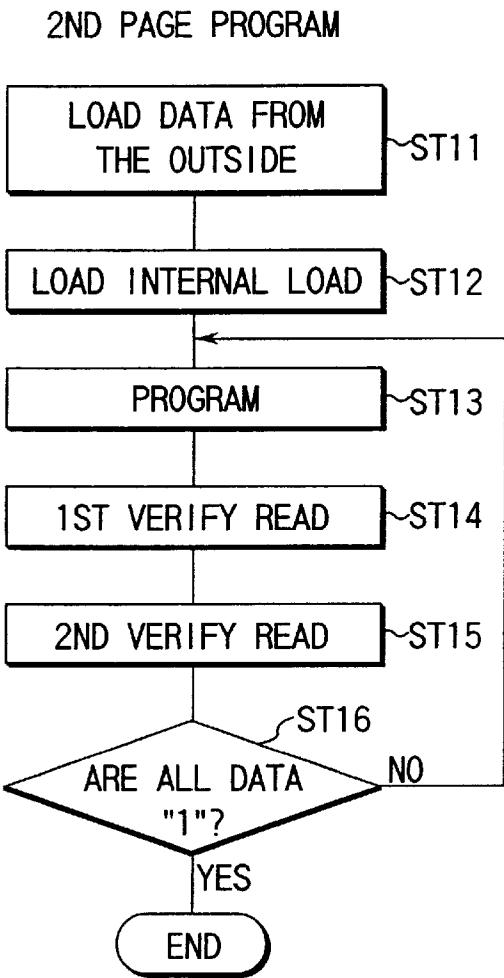 2ND PAGE PROGRAM
LOAD DATA FROM
THE OUTSIDE
ST11
LOAD INTERNAL LOAD
ST12
PROGRAM
ST13
1ST VERIFY READ
ST14
2ND VERIFY READ
ST15
ST16
ARE ALL DATA
"1"?
NO
YES
END